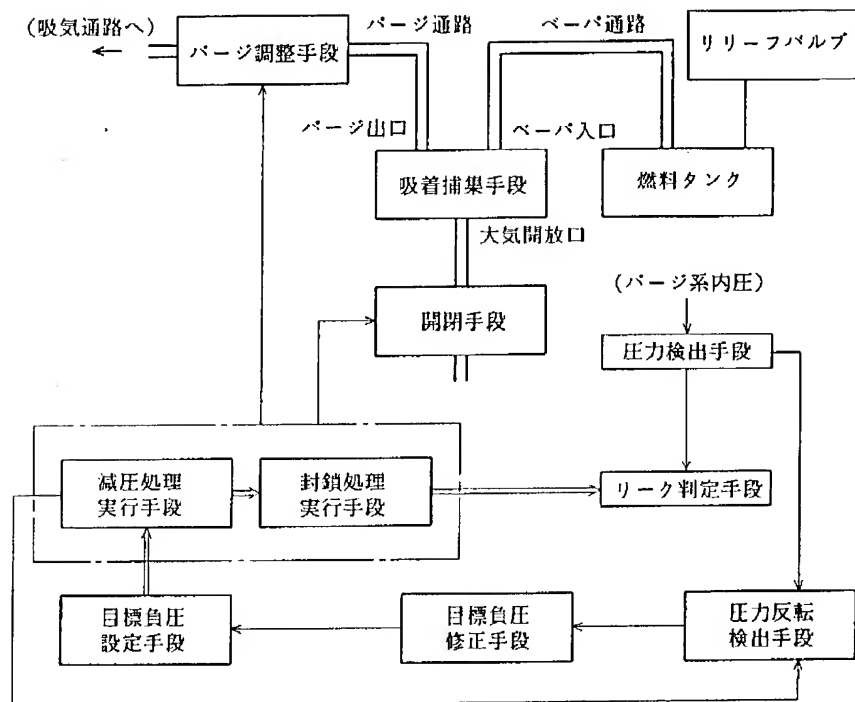 (吸気通路へ)
パージ通路
ベーパ通路
リリーフバルブ
パージ調整手段
パージ出口
ベーパ入口
吸着捕集手段
燃料タンク
大気開放口
(パージ系内圧)
開閉手段
圧力検出手段
減圧処理
実行手段
封鎖処理
実行手段
リーク判定手段
目標負圧
設定手段
目標負圧
修正手段
圧力反転
検出手段